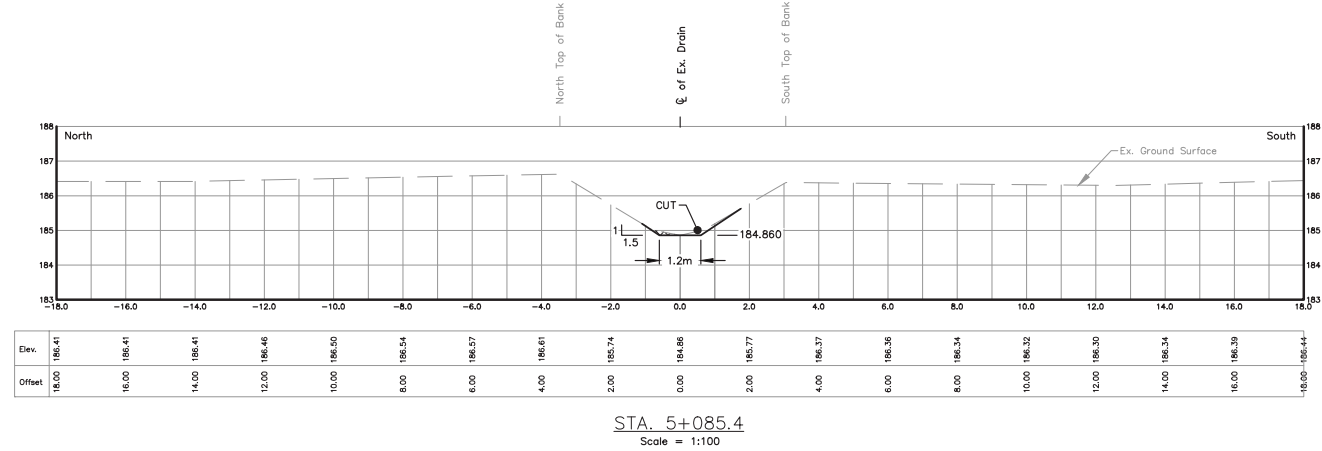 North Top of Bank
℄ of Ex. Drain
South Top of Bank
188 188
North South
Ex. Ground Surface
187 187
186 186
CUT
185 185
1
1.5
184.860
1.2m
184 184
183 183
-18.0 -16.0 -14.0 -12.0 -10.0 -8.0 -6.0 -4.0 -2.0 0.0 2.0 4.0 6.0 8.0 10.0 12.0 14.0 16.0 18.0
Elev. 186.41 186.41 186.41 186.46 186.50 186.54 186.57 186.61 185.74 184.86 185.77 186.37 186.36 186.34 186.32 186.30 186.34 186.39 186.44
Offset 18.00 16.00 14.00 12.00 10.00 8.00 6.00 4.00 2.00 0.00 2.00 4.00 6.00 8.00 10.00 12.00 14.00 16.00 18.00
STA. 5+085.4
Scale = 1:100